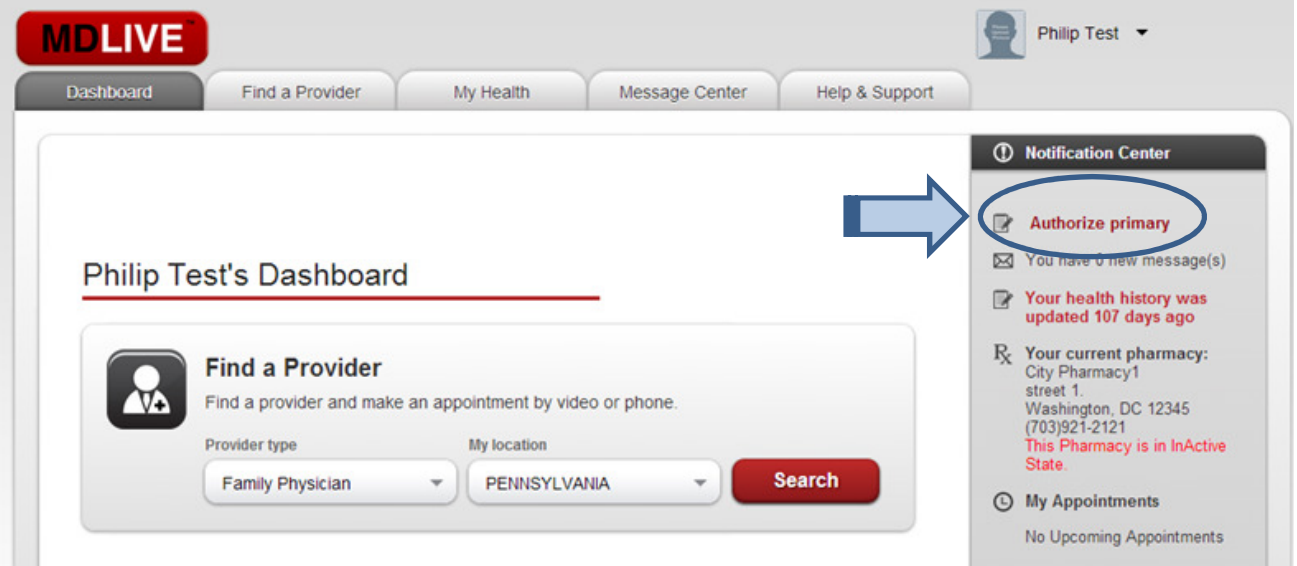 MDLIVE™
Philip Test
Dashboard
Find a Provider
My Health
Message Center
Help & Support
Notification Center
Authorize primary
You have 0 new message(s)
Your health history was
updated 107 days ago
Rx Your current pharmacy:
City Pharmacy1
street 1.
Washington, DC 12345
(703)921-2121
This Pharmacy is in InActive
State.
My Appointments
No Upcoming Appointments
Philip Test's Dashboard
Find a Provider
Find a provider and make an appointment by video or phone.
Provider type
My location
Family Physician
PENNSYLVANIA
Search